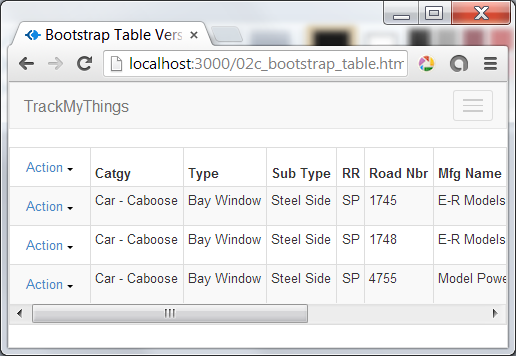 Bootstrap Table Vers
localhost:3000/02c_bootstrap_table.htm
TrackMyThings
Action Catgy Type Sub Type RR Road Nbr Mfg Name
Action Car - Caboose Bay Window Steel Side SP 1745 E-R Models
Action Car - Caboose Bay Window Steel Side SP 1748 E-R Models
Action Car - Caboose Bay Window Steel Side SP 4755 Model Powe